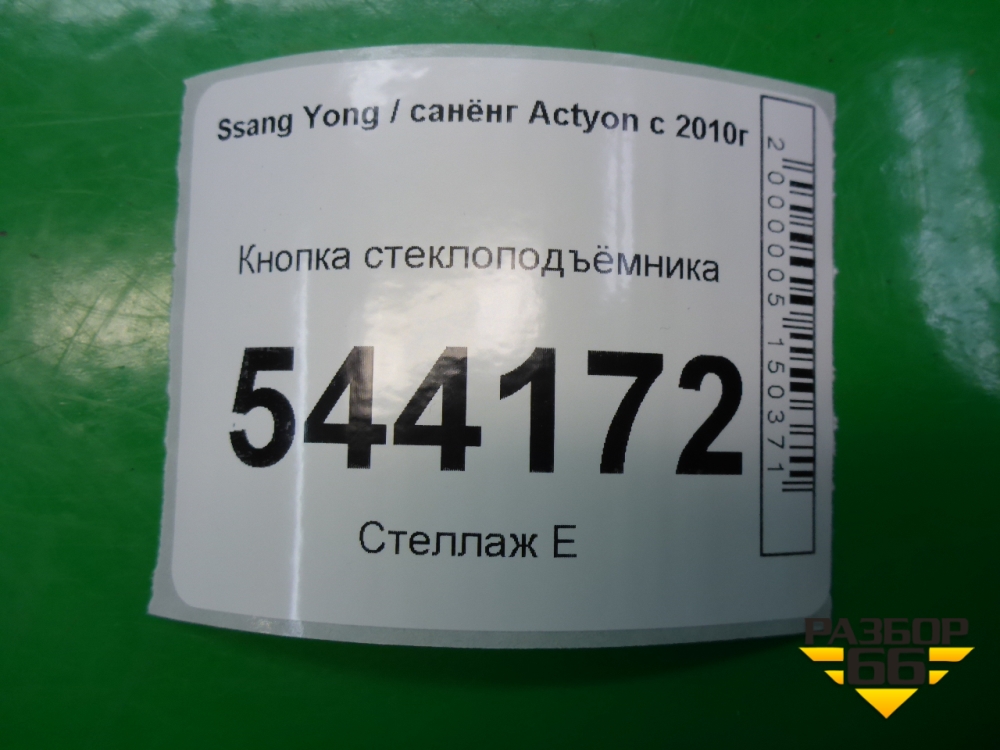 Ssang Yong / санёнг Actyon с 2010г
Кнопка стеклоподъёмника
544172
Стеллаж Е
2000005150371
РАЗБОР
66